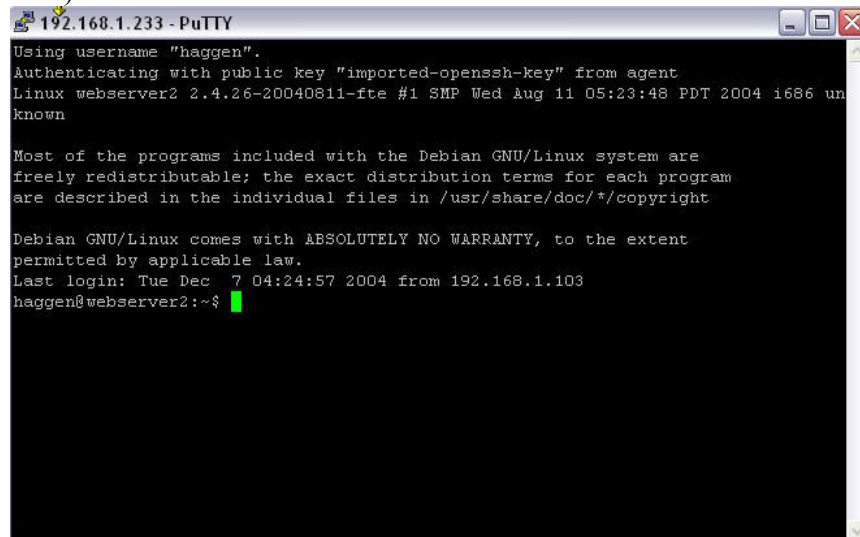 192.168.1.233 - PuTTY
Using username "haggen".
Authenticating with public key "imported-openssh-key" from agent
Linux webserver2 2.4.26-20040811-fte #1 SMP Wed Aug 11 05:23:48 PDT 2004 i686 un
known
Most of the programs included with the Debian GNU/Linux system are
freely redistributable; the exact distribution terms for each program
are described in the individual files in /usr/share/doc/*/copyright
Debian GNU/Linux comes with ABSOLUTELY NO WARRANTY, to the extent
permitted by applicable law.
Last login: Tue Dec  7 04:24:57 2004 from 192.168.1.103
haggen@webserver2:~$